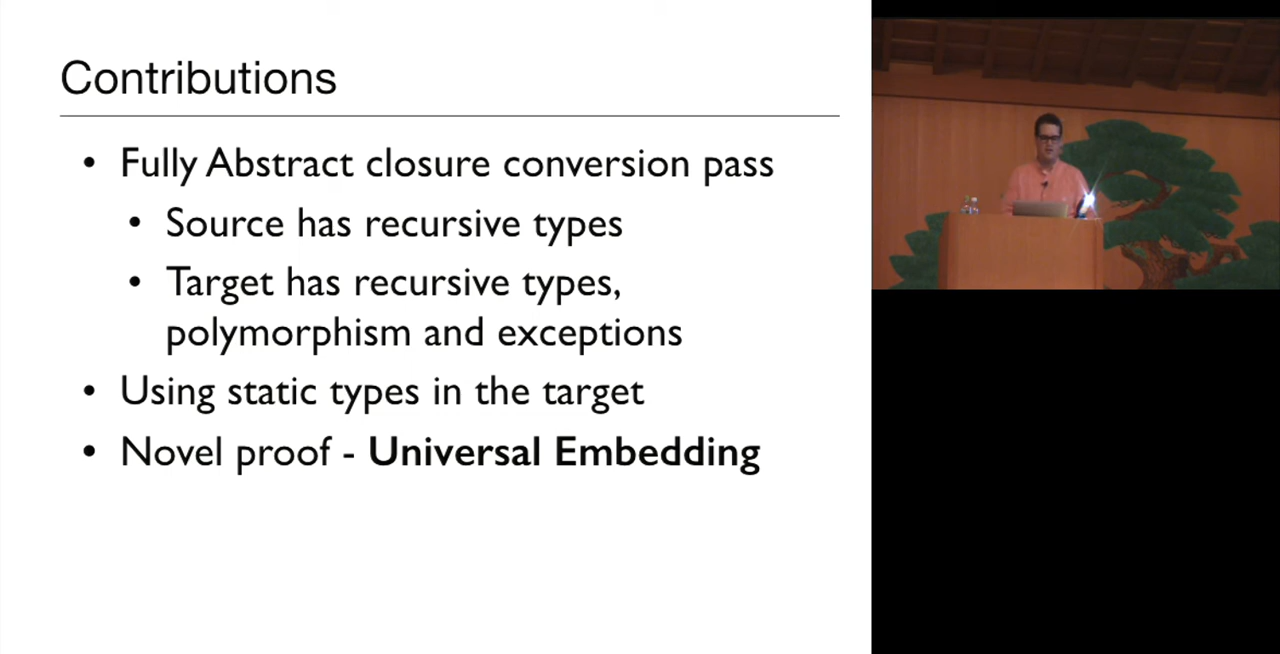 Contributions
• Fully Abstract closure conversion pass
• Source has recursive types
• Target has recursive types,
polymorphism and exceptions
• Using static types in the target
• Novel proof - Universal Embedding